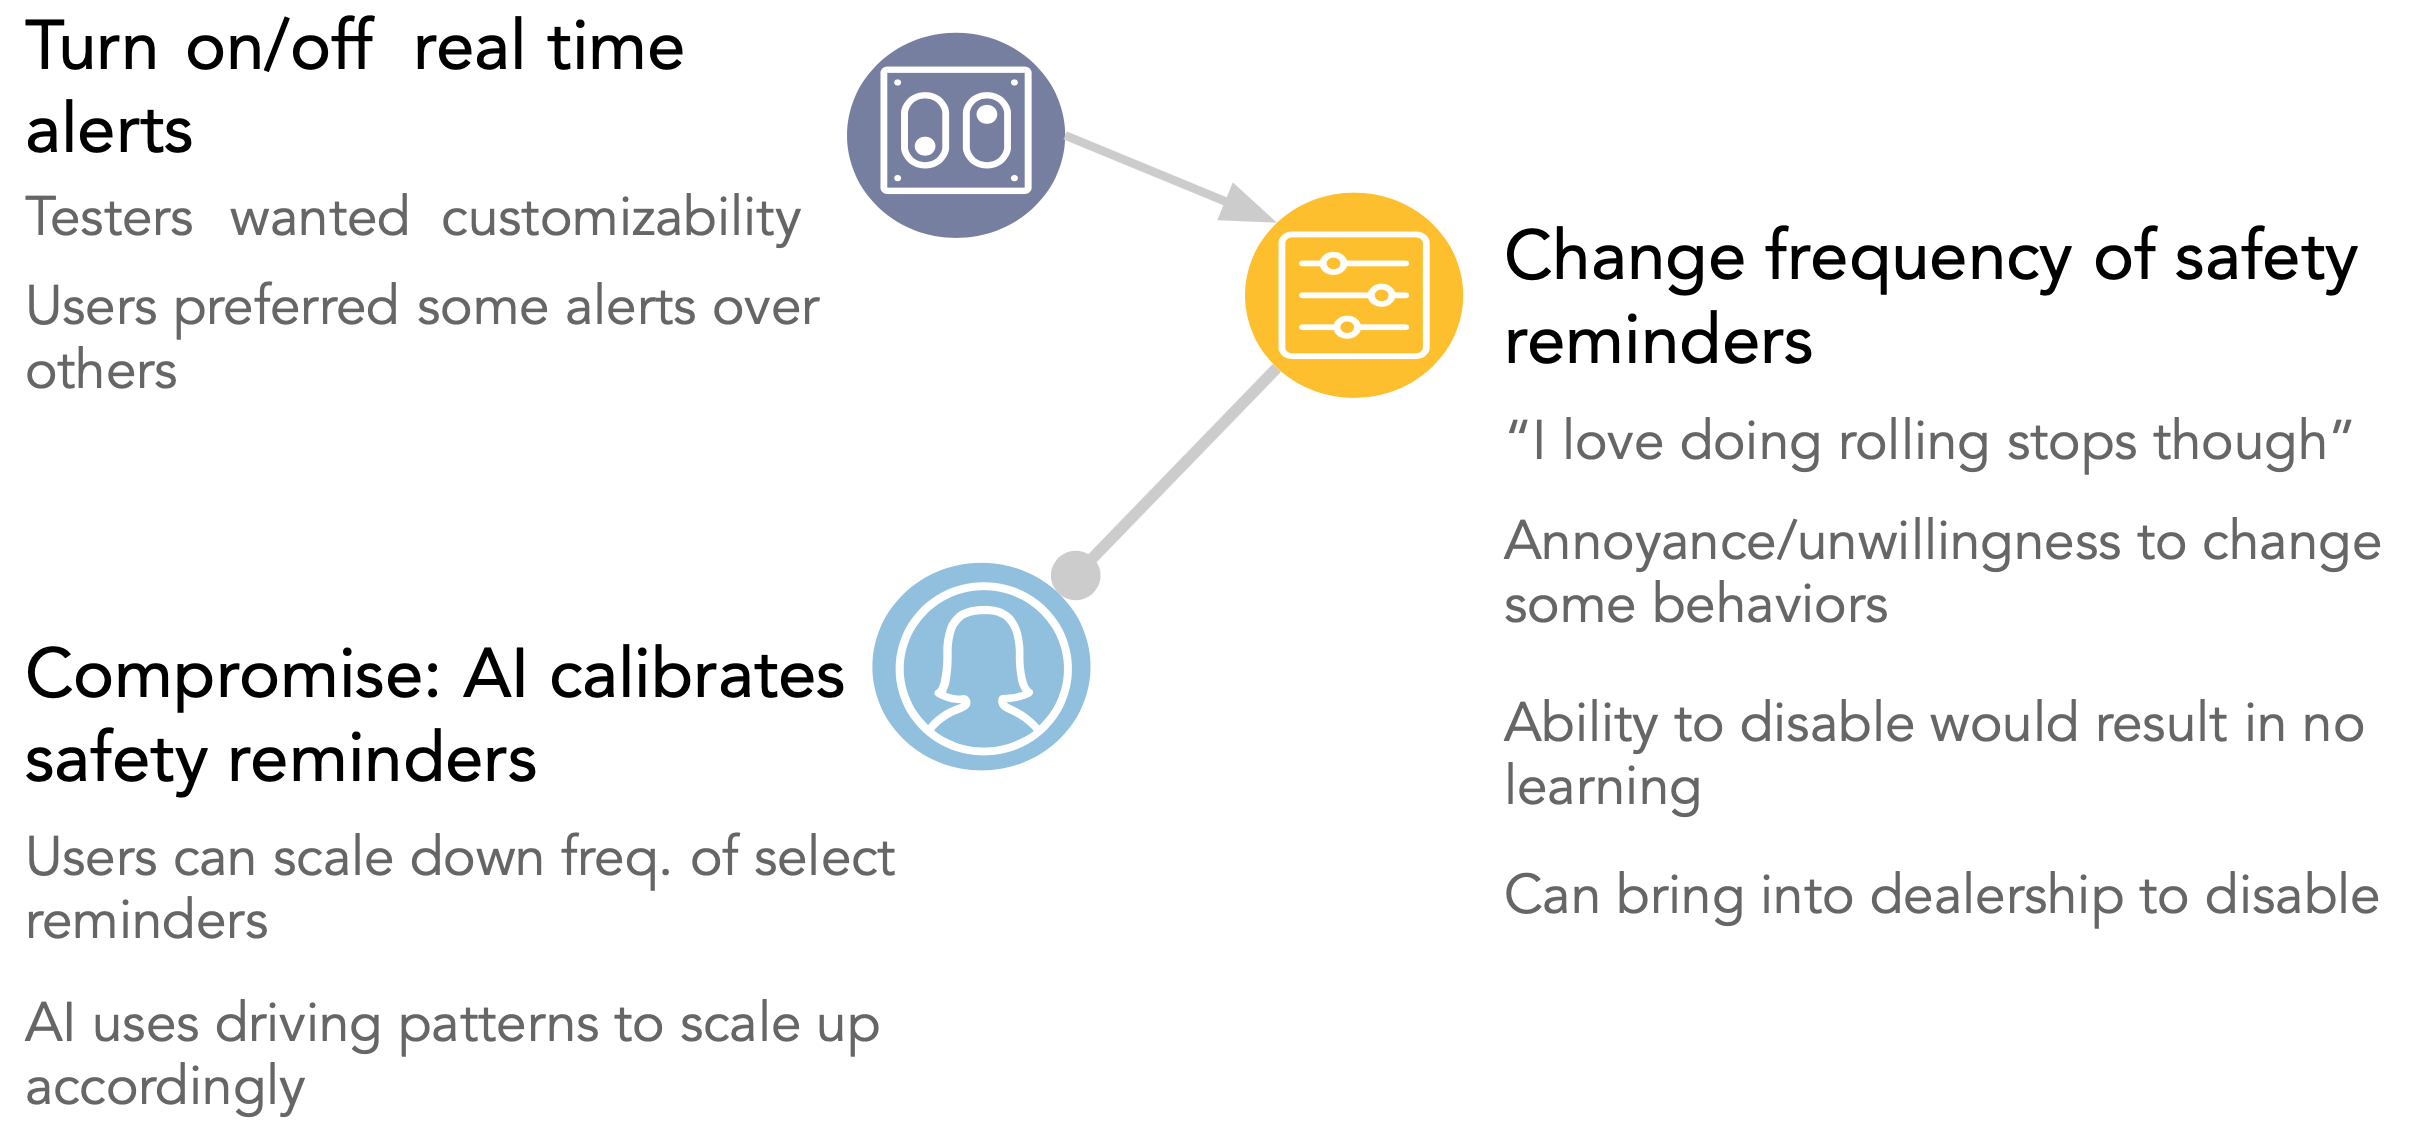 Turn on/off real time
alerts
Testers wanted customizability
Users preferred some alerts over
others
Change frequency of safety
reminders
“I love doing rolling stops though”
Annoyance/unwillingness to change
some behaviors
Ability to disable would result in no
learning
Can bring into dealership to disable
Compromise: AI calibrates
safety reminders
Users can scale down freq. of select
reminders
AI uses driving patterns to scale up
accordingly